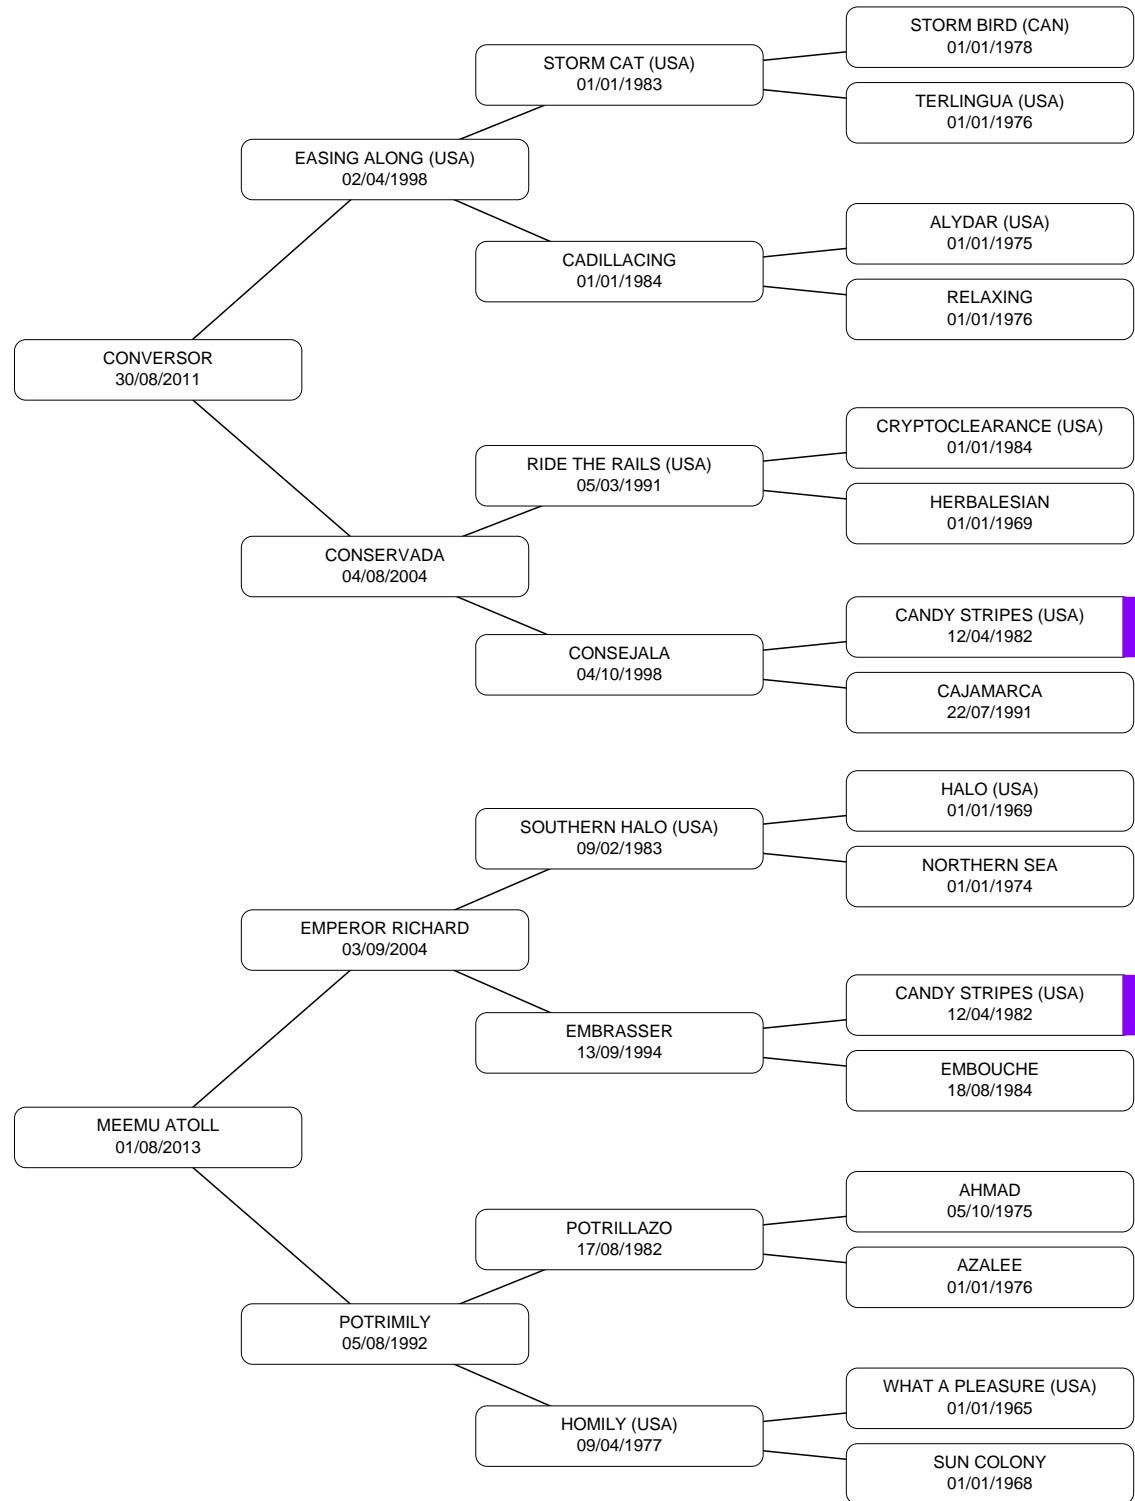 STORM BIRD (CAN)
01/01/1978
STORM CAT (USA)
01/01/1983
TERLINGUA (USA)
01/01/1976
EASING ALONG (USA)
02/04/1998
ALYDAR (USA)
01/01/1975
CADILLACING
01/01/1984
RELAXING
01/01/1976
CONVERSOR
30/08/2011
CRYPTOCLEARANCE (USA)
01/01/1984
RIDE THE RAILS (USA)
05/03/1991
HERBALESIAN
01/01/1969
CONSERVADA
04/08/2004
CANDY STRIPES (USA)
12/04/1982
CONSEJALA
04/10/1998
CAJAMARCA
22/07/1991
HALO (USA)
01/01/1969
SOUTHERN HALO (USA)
09/02/1983
NORTHERN SEA
01/01/1974
EMPEROR RICHARD
03/09/2004
CANDY STRIPES (USA)
12/04/1982
EMBRASSER
13/09/1994
EMBOUCHE
18/08/1984
MEEMU ATOLL
01/08/2013
AHMAD
05/10/1975
POTRILLAZO
17/08/1982
AZALEE
01/01/1976
POTRIMILY
05/08/1992
WHAT A PLEASURE (USA)
01/01/1965
HOMILY (USA)
09/04/1977
SUN COLONY
01/01/1968